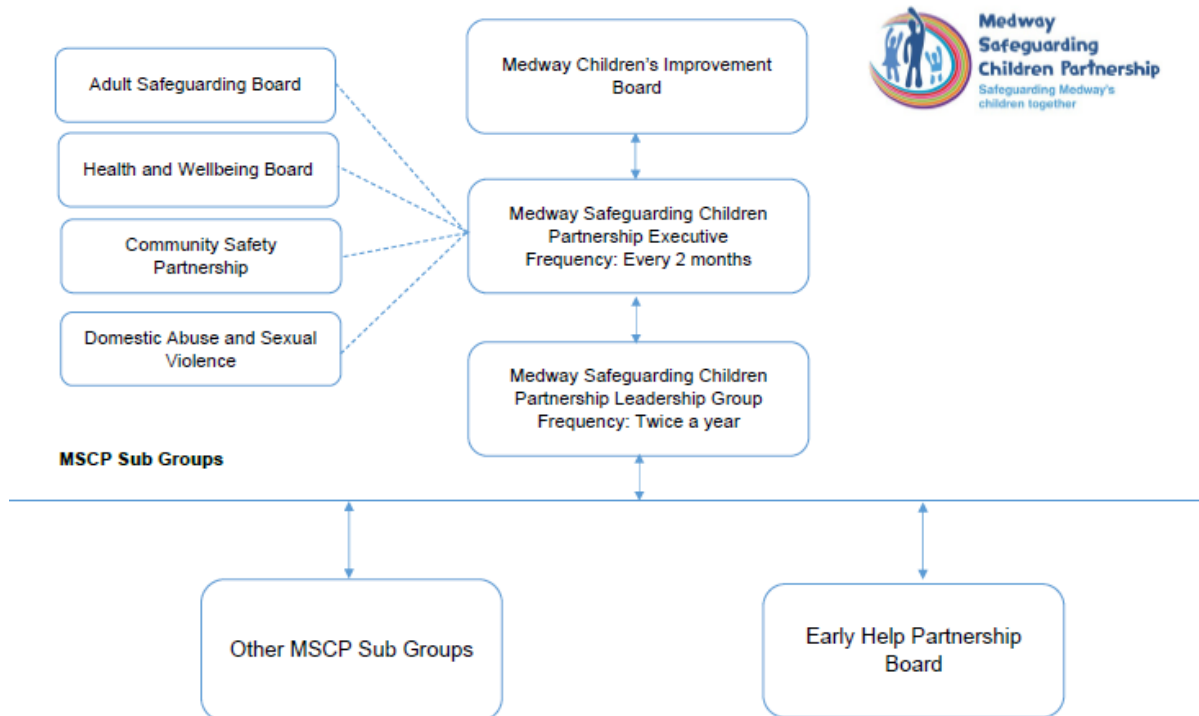 Medway
Safeguarding
Children Partnership
Safeguarding Medway's
children together
Adult Safeguarding Board
Health and Wellbeing Board
Community Safety
Partnership
Domestic Abuse and Sexual
Violence
Medway Children's Improvement
Board
Medway Safeguarding Children
Partnership Executive
Frequency: Every 2 months
Medway Safeguarding Children
Partnership Leadership Group
Frequency: Twice a year
MSCP Sub Groups
Other MSCP Sub Groups
Early Help Partnership
Board